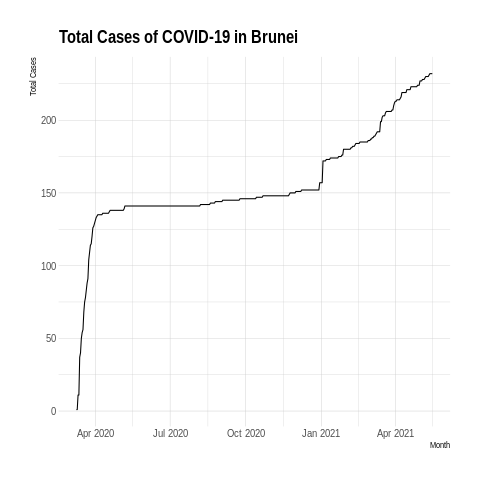 Total Cases of COVID-19 in Brunei
Total Cases
200
150
100
50
0
Apr 2020 Jul 2020 Oct 2020 Jan 2021 Apr 2021
Month